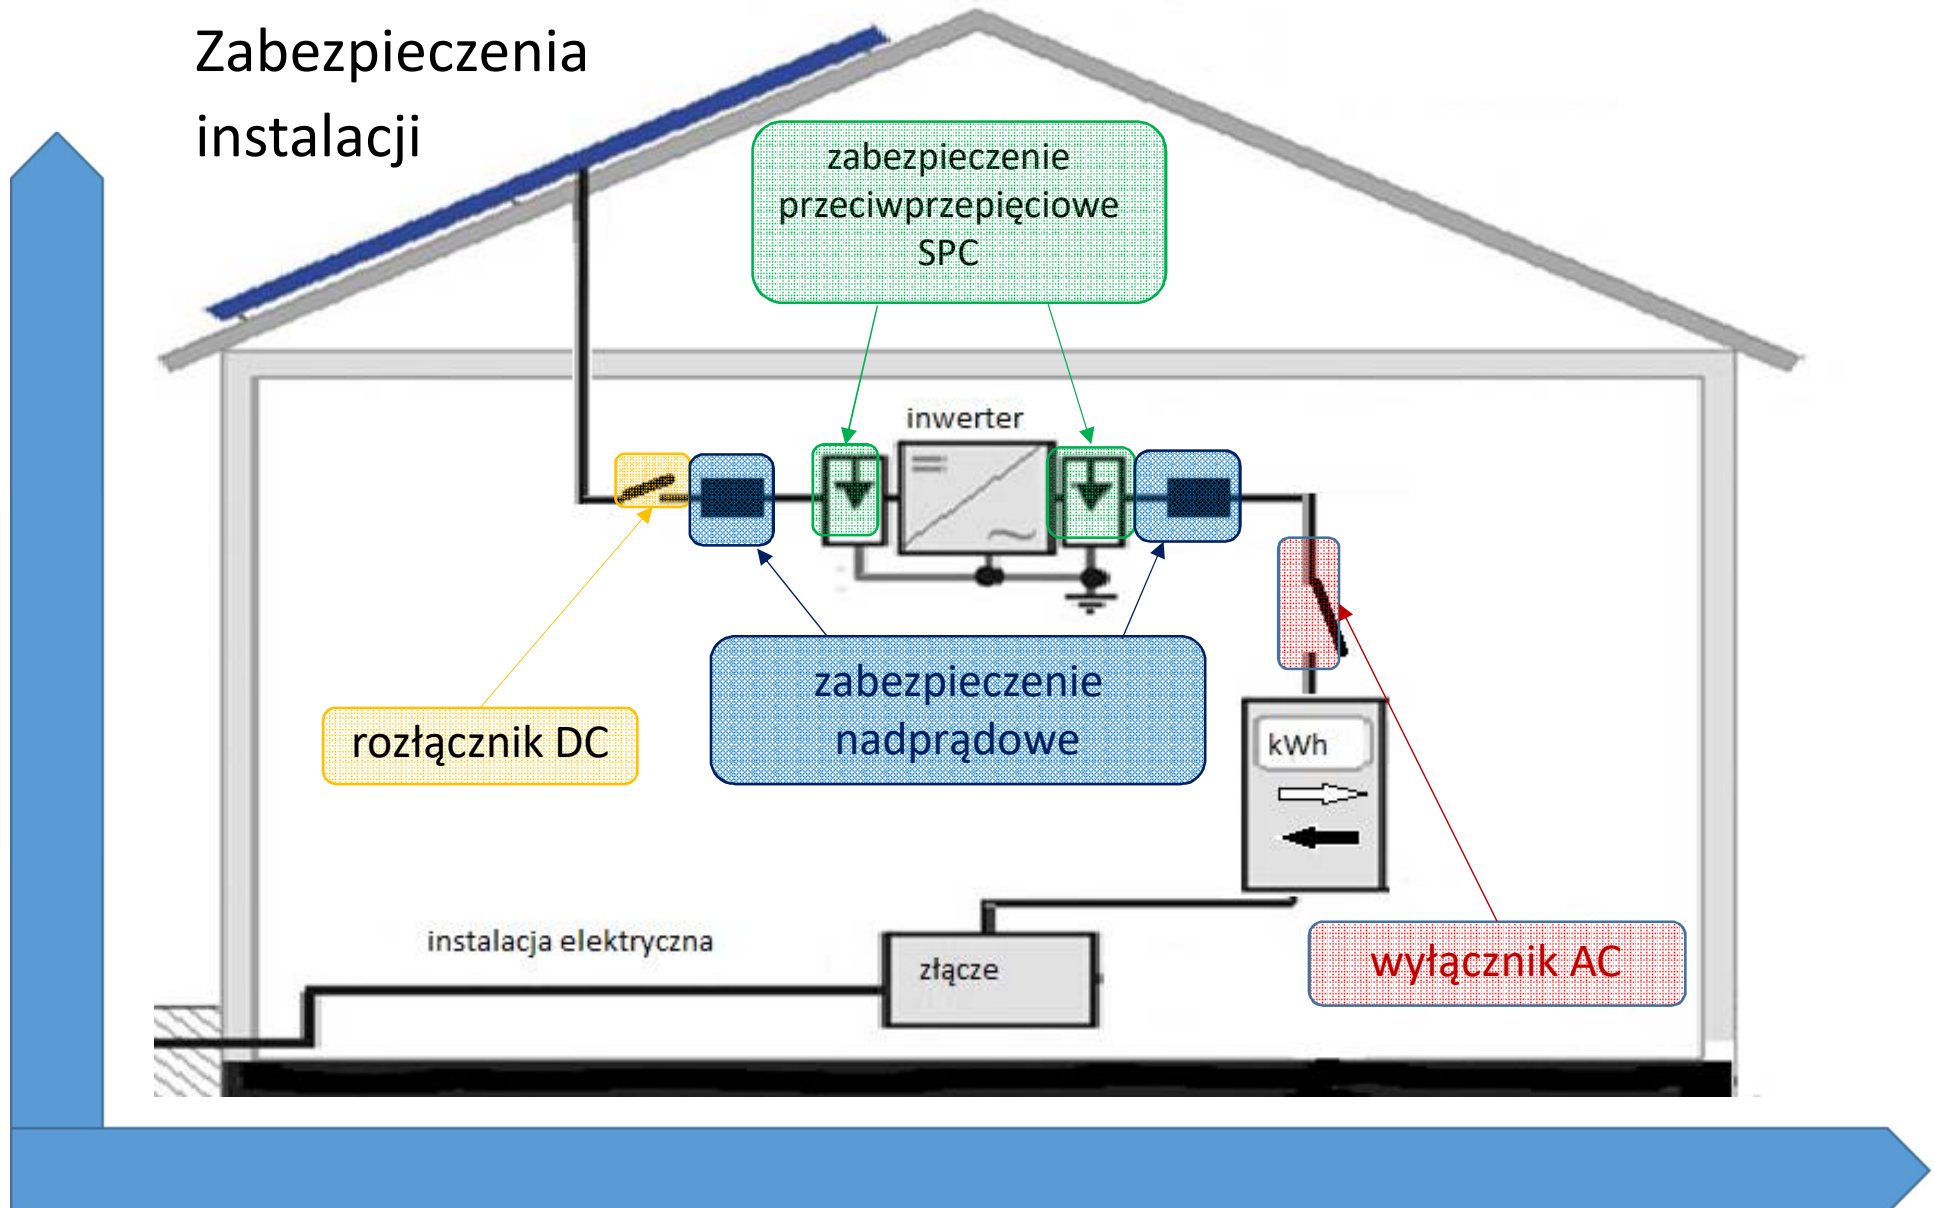 Zabezpieczenia
instalacji
zabezpieczenie
przeciwprzepięciowe
SPC
inwerter
zabezpieczenie
nadprądowe
rozłącznik DC
kWh
instalacja elektryczna
złącze
wyłącznik AC